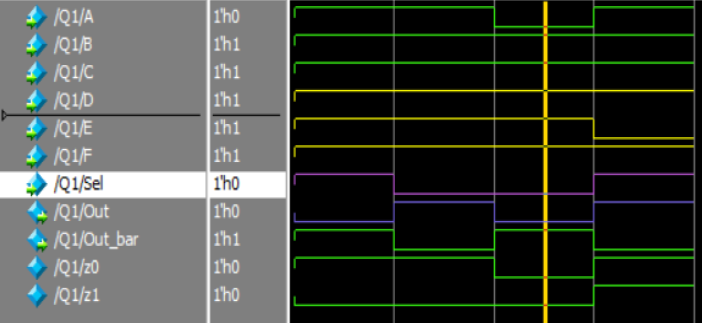 /Q1/A 1'h0
/Q1/B 1'h1
/Q1/C 1'h1
/Q1/D 1'h1
/Q1/E 1'h1
/Q1/F 1'h1
/Q1/Sel 1'h0
/Q1/Out 1'h0
/Q1/Out_bar 1'h1
/Q1/z0 1'h0
/Q1/z1 1'h0